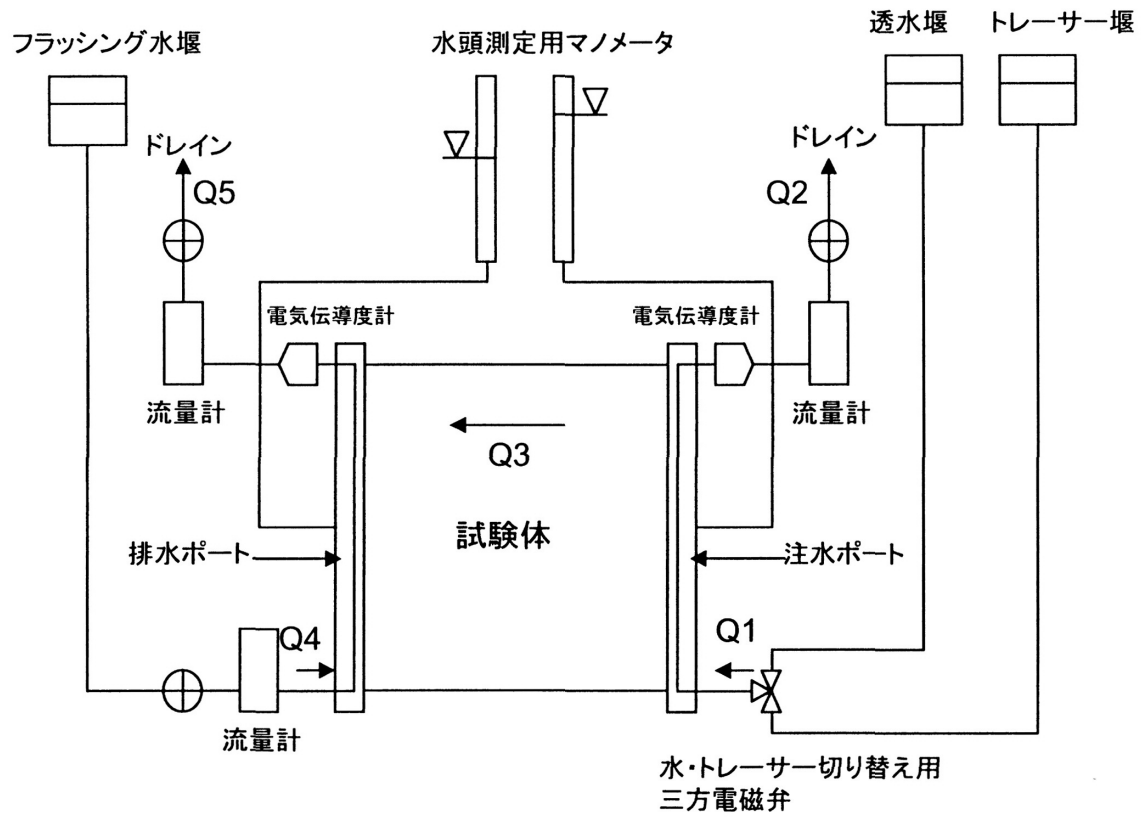 フラッシング水堰
水頭測定用マノメータ
透水堰
トレーサー堰
ドレイン
Q5
ドレイン
Q2
電気伝導度計
電気伝導度計
流量計
流量計
Q3
試験体
排水ポート
注水ポート
Q4
Q1
流量計
水・トレーサー切り替え用
三方電磁弁